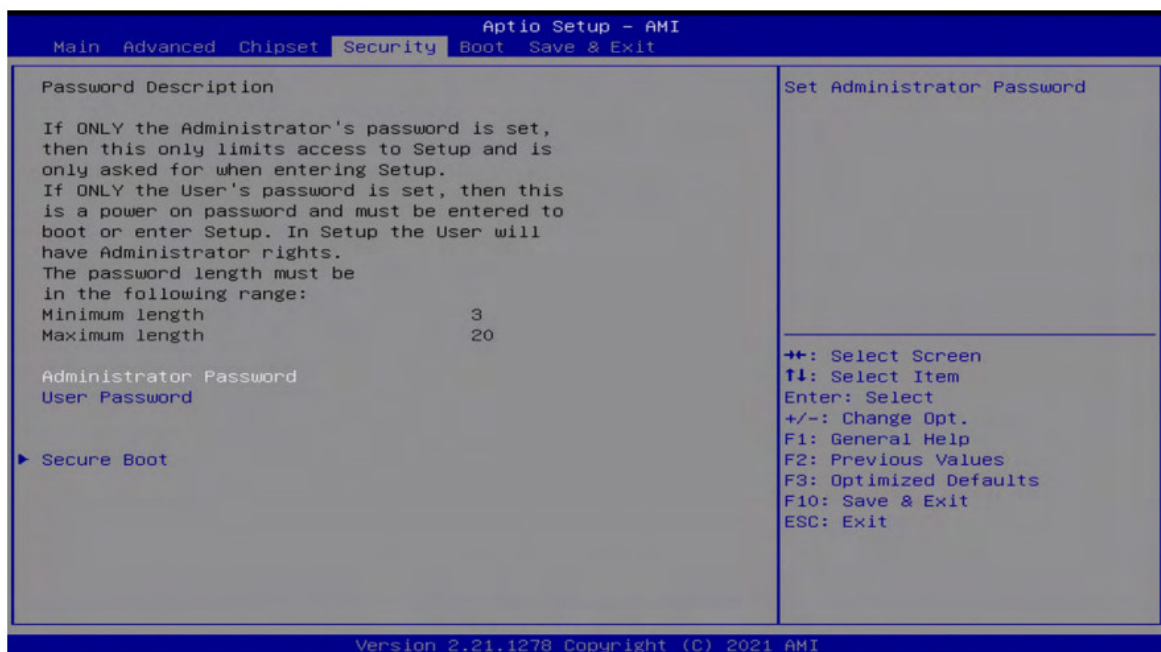 Aptio Setup – AMI
Main Advanced Chipset Security Boot Save & Exit
Password Description
If ONLY the Administrator's password is set,
then this only limits access to Setup and is
only asked for when entering Setup.
If ONLY the User's password is set, then this
is a power on password and must be entered to
boot or enter Setup. In Setup the User will
have Administrator rights.
The password length must be
in the following range:
Minimum length 3
Maximum length 20
Administrator Password
User Password
► Secure Boot
Set Administrator Password
→←: Select Screen
↑↓: Select Item
Enter: Select
+/-: Change Opt.
F1: General Help
F2: Previous Values
F3: Optimized Defaults
F10: Save & Exit
ESC: Exit
Version 2.21.1278 Copyright (C) 2021 AMI